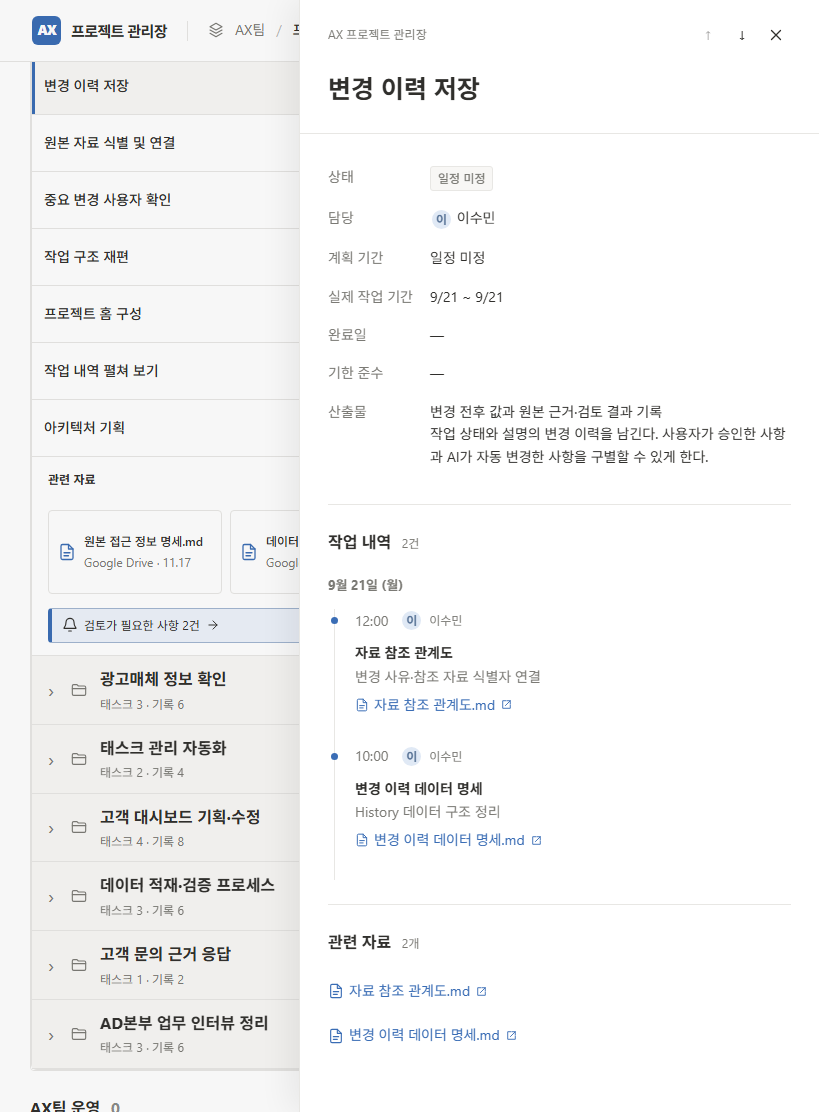 AX 프로젝트 관리장
AX팀 /
변경 이력 저장
원본 자료 식별 및 연결
중요 변경 사용자 확인
작업 구조 재편
프로젝트 홈 구성
작업 내역 펼쳐 보기
아키텍처 기획
관련 자료
원본 접근 정보 명세.md
Google Drive · 11.17
데이터
Googl
검토가 필요한 사항 2건 →
광고매체 정보 확인
태스크 3 · 기록 6
태스크 관리 자동화
태스크 2 · 기록 4
고객 대시보드 기획·수정
태스크 4 · 기록 8
데이터 적재·검증 프로세스
태스크 3 · 기록 6
고객 문의 근거 응답
태스크 1 · 기록 2
AD본부 업무 인터뷰 정리
태스크 3 · 기록 6
AX팀 운영 0
AX 프로젝트 관리장
변경 이력 저장
상태 일정 미정
담당 이 이수민
계획 기간 일정 미정
실제 작업 기간 9/21 ~ 9/21
완료일 —
기한 준수 —
산출물 변경 전후 값과 원본 근거·검토 결과 기록
작업 상태와 설명의 변경 이력을 남긴다. 사용자가 승인한 사항
과 AI가 자동 변경한 사항을 구별할 수 있게 한다.
작업 내역 2건
9월 21일 (월)
12:00 이 이수민
자료 참조 관계도
변경 사유·참조 자료 식별자 연결
자료 참조 관계도.md
10:00 이 이수민
변경 이력 데이터 명세
History 데이터 구조 정리
변경 이력 데이터 명세.md
관련 자료 2개
자료 참조 관계도.md
변경 이력 데이터 명세.md